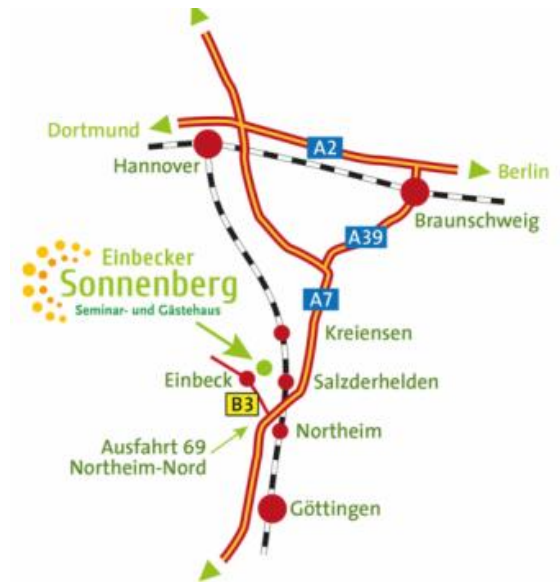 Dortmund
Hannover
A2
Berlin
Braunschweig
A39
Einbecker
Sonnenberg
Seminar- und Gästehaus
A7
Kreiensen
Einbeck
Salzderhelden
B3
Ausfahrt 69
Northeim-Nord
Northeim
Göttingen